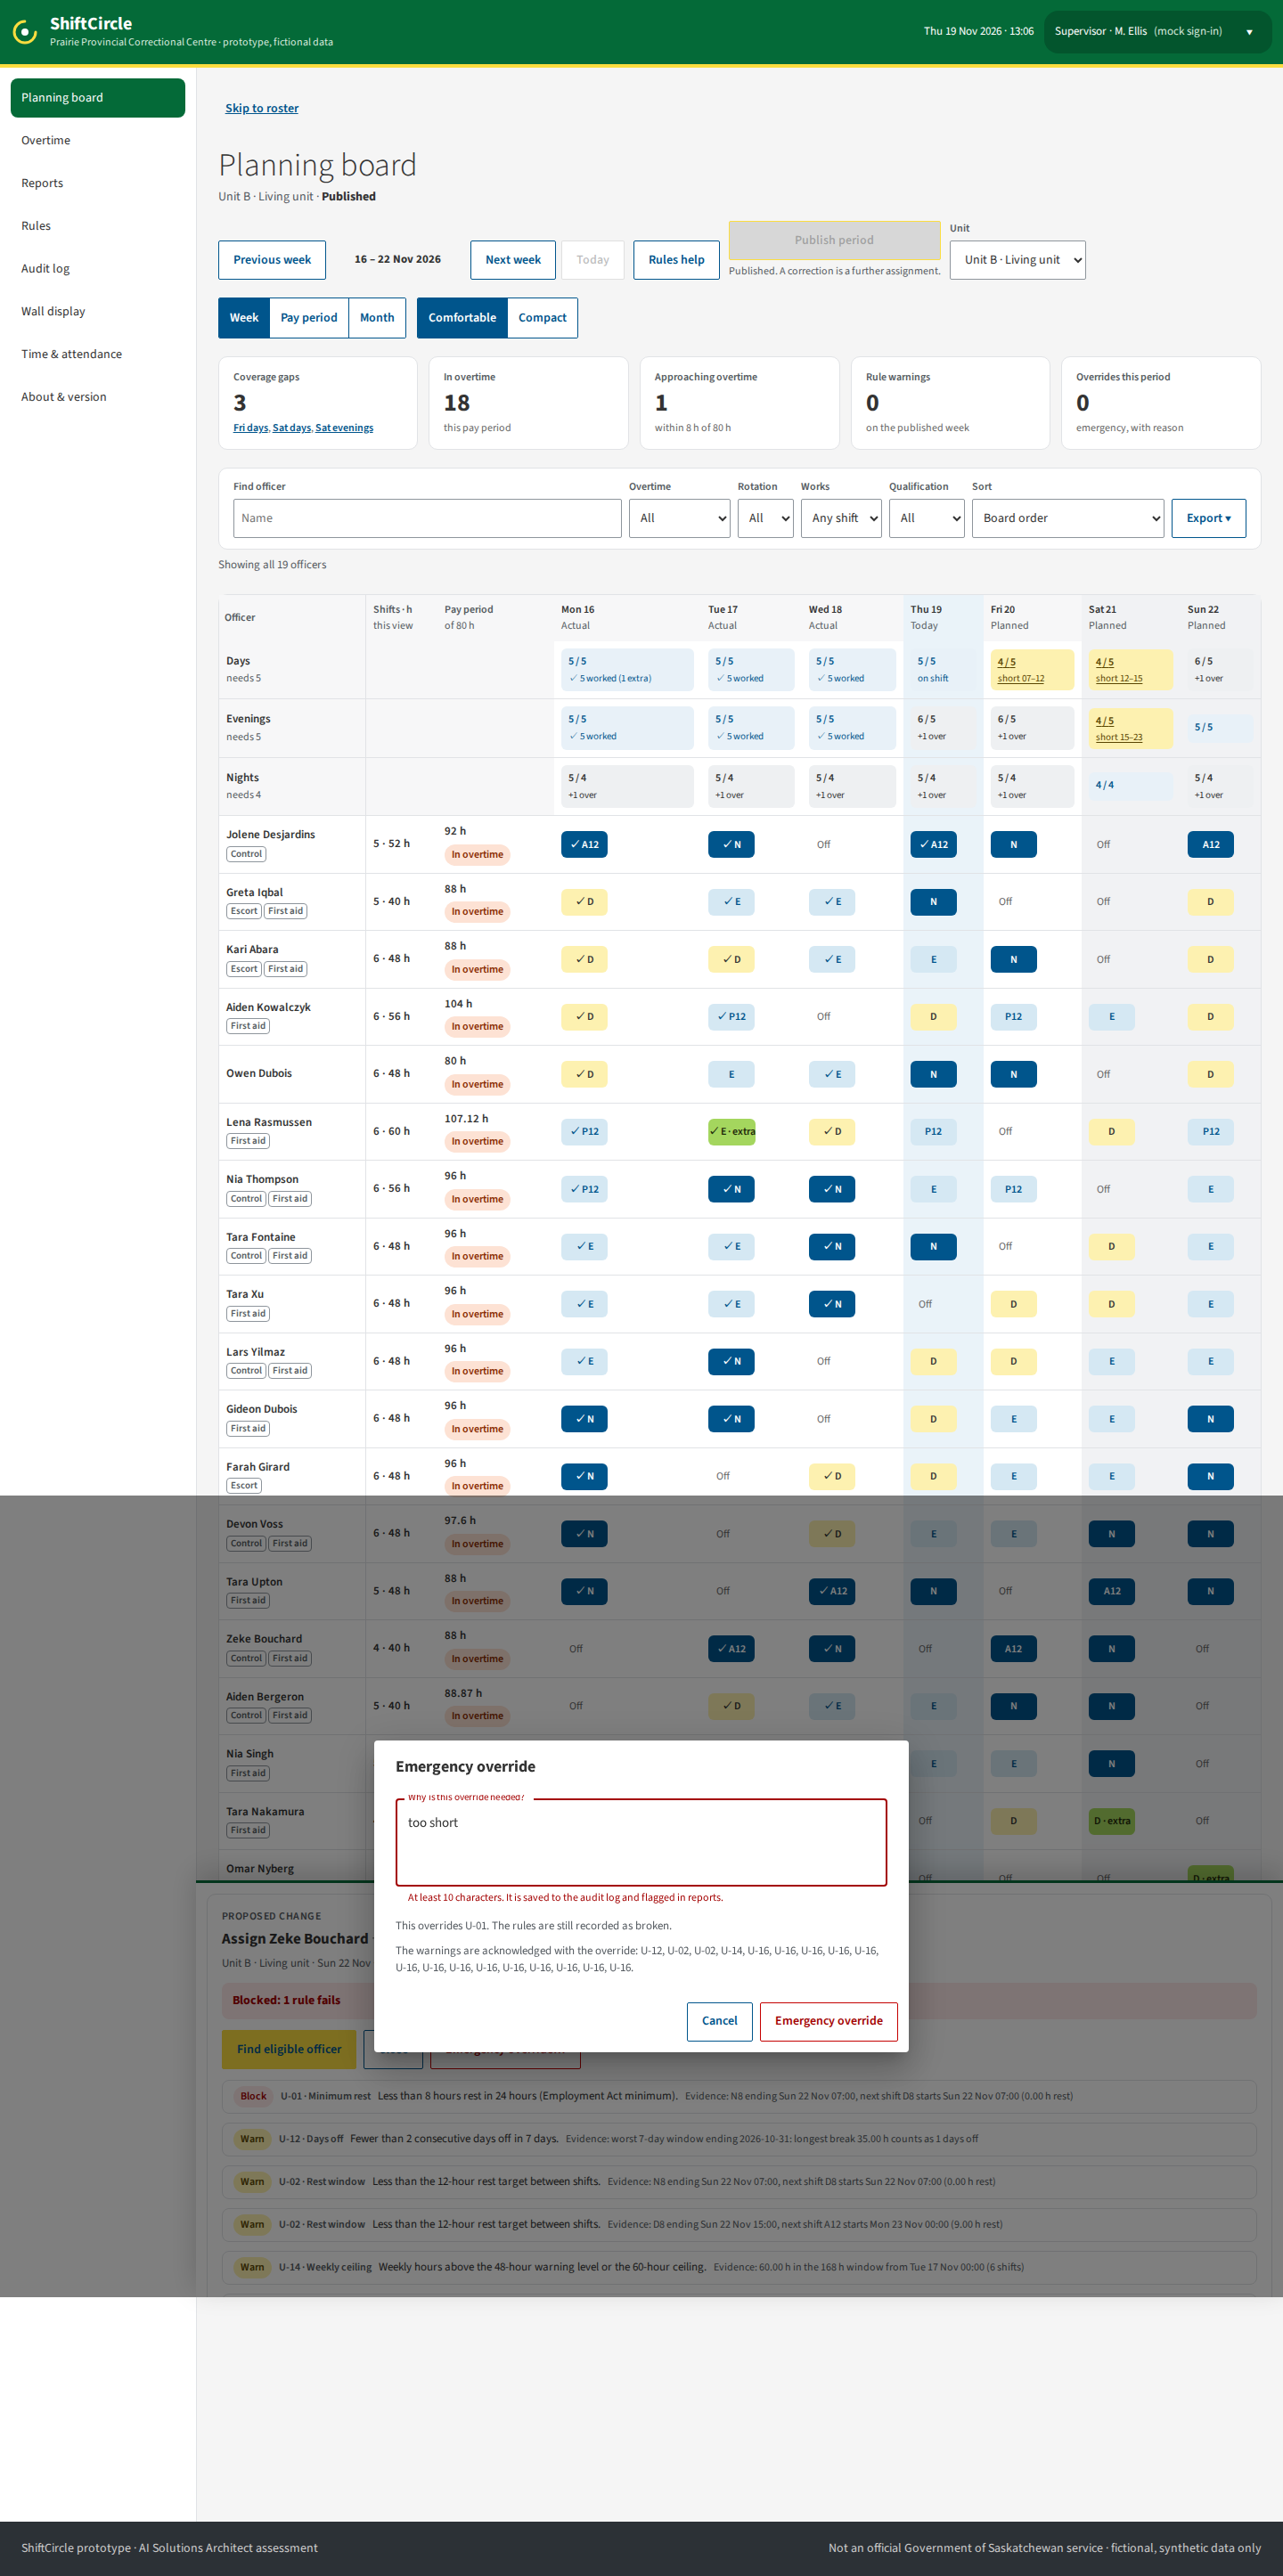 ShiftCircle
Prairie Provincial Correctional Centre · prototype, fictional data
Thu 19 Nov 2026 · 13:06
Supervisor · M. Ellis (mock sign-in) ▾
Planning board
Overtime
Reports
Rules
Audit log
Wall display
Time & attendance
About & version
Skip to roster
Planning board
Unit B · Living unit · Published
Previous week
16 – 22 Nov 2026
Next week
Today
Rules help
Publish period
Published. A correction is a further assignment.
Unit
Unit B · Living unit
Week Pay period Month
Comfortable Compact
Coverage gaps
3
Fri days, Sat days, Sat evenings
In overtime
18
this pay period
Approaching overtime
1
within 8 h of 80 h
Rule warnings
0
on the published week
Overrides this period
0
emergency, with reason
Find officer Overtime Rotation Works Qualification Sort
Name All All Any shift All Board order Export ▾
Showing all 19 officers
Officer Shifts · h Pay period Mon 16 Tue 17 Wed 18 Thu 19 Fri 20 Sat 21 Sun 22
this view of 80 h Actual Actual Actual Today Planned Planned Planned
Days 5 / 5 5 / 5 5 / 5 5 / 5 4 / 5 4 / 5 6 / 5
needs 5 ✓ 5 worked (1 extra) ✓ 5 worked ✓ 5 worked on shift short 07–12 short 12–15 +1 over
Evenings 5 / 5 5 / 5 5 / 5 6 / 5 6 / 5 4 / 5 5 / 5
needs 5 ✓ 5 worked ✓ 5 worked ✓ 5 worked +1 over +1 over short 15–23
Nights 5 / 4 5 / 4 5 / 4 5 / 4 5 / 4 4 / 4 5 / 4
needs 4 +1 over +1 over +1 over +1 over +1 over +1 over
Jolene Desjardins 5 · 52 h 92 h ✓ A12 ✓ N Off ✓ A12 N Off A12
Control In overtime
Greta Iqbal 5 · 40 h 88 h ✓ D ✓ E ✓ E N Off Off D
Escort First aid In overtime
Kari Abara 6 · 48 h 88 h ✓ D ✓ D ✓ E E N Off D
Escort First aid In overtime
Aiden Kowalczyk 6 · 56 h 104 h ✓ D ✓ P12 Off D P12 E D
First aid In overtime
Owen Dubois 6 · 48 h 80 h ✓ D E ✓ E N N Off D
In overtime
Lena Rasmussen 6 · 60 h 107.12 h ✓ P12 ✓ E · extra ✓ D P12 Off D P12
First aid In overtime
Nia Thompson 6 · 56 h 96 h ✓ P12 ✓ N ✓ N E P12 Off E
Control First aid In overtime
Tara Fontaine 6 · 48 h 96 h ✓ E ✓ E ✓ N N Off D E
Control First aid In overtime
Tara Xu 6 · 48 h 96 h ✓ E ✓ E ✓ N Off D D E
First aid In overtime
Lars Yilmaz 6 · 48 h 96 h ✓ E ✓ N Off D D E E
Control First aid In overtime
Gideon Dubois 6 · 48 h 96 h ✓ N ✓ N Off D E E N
First aid In overtime
Farah Girard 6 · 48 h 96 h ✓ N Off ✓ D D E E N
Escort In overtime
Devon Voss 6 · 48 h 97.6 h ✓ N Off ✓ D E E N N
Control First aid In overtime
Tara Upton 5 · 48 h 88 h ✓ N Off ✓ A12 N Off A12 N
First aid In overtime
Zeke Bouchard 4 · 40 h 88 h Off ✓ A12 ✓ N Off A12 N Off
Control First aid In overtime
Aiden Bergeron 5 · 40 h 88.87 h Off ✓ D ✓ E E N N Off
Control First aid In overtime
Nia Singh E E N Off
First aid
Tara Nakamura Off D D · extra Off
First aid
Omar Nyberg Off Off Off D · extra
Emergency override
Why is this override needed?
too short
At least 10 characters. It is saved to the audit log and flagged in reports.
This overrides U-01. The rules are still recorded as broken.
The warnings are acknowledged with the override: U-12, U-02, U-02, U-14, U-16, U-16, U-16, U-16, U-16,
U-16, U-16, U-16, U-16, U-16, U-16, U-16, U-16, U-16.
Cancel
Emergency override
PROPOSED CHANGE
Assign Zeke Bouchard
Unit B · Living unit · Sun 22 Nov
Blocked: 1 rule fails
Find eligible officer
Block U-01 · Minimum rest Less than 8 hours rest in 24 hours (Employment Act minimum). Evidence: N8 ending Sun 22 Nov 07:00, next shift D8 starts Sun 22 Nov 07:00 (0.00 h rest)
Warn U-12 · Days off Fewer than 2 consecutive days off in 7 days. Evidence: worst 7-day window ending 2026-10-31: longest break 35.00 h counts as 1 days off
Warn U-02 · Rest window Less than the 12-hour rest target between shifts. Evidence: N8 ending Sun 22 Nov 07:00, next shift D8 starts Sun 22 Nov 07:00 (0.00 h rest)
Warn U-02 · Rest window Less than the 12-hour rest target between shifts. Evidence: D8 ending Sun 22 Nov 15:00, next shift A12 starts Mon 23 Nov 00:00 (9.00 h rest)
Warn U-14 · Weekly ceiling Weekly hours above the 48-hour warning level or the 60-hour ceiling. Evidence: 60.00 h in the 168 h window from Tue 17 Nov 00:00 (6 shifts)
ShiftCircle prototype · AI Solutions Architect assessment
Not an official Government of Saskatchewan service · fictional, synthetic data only